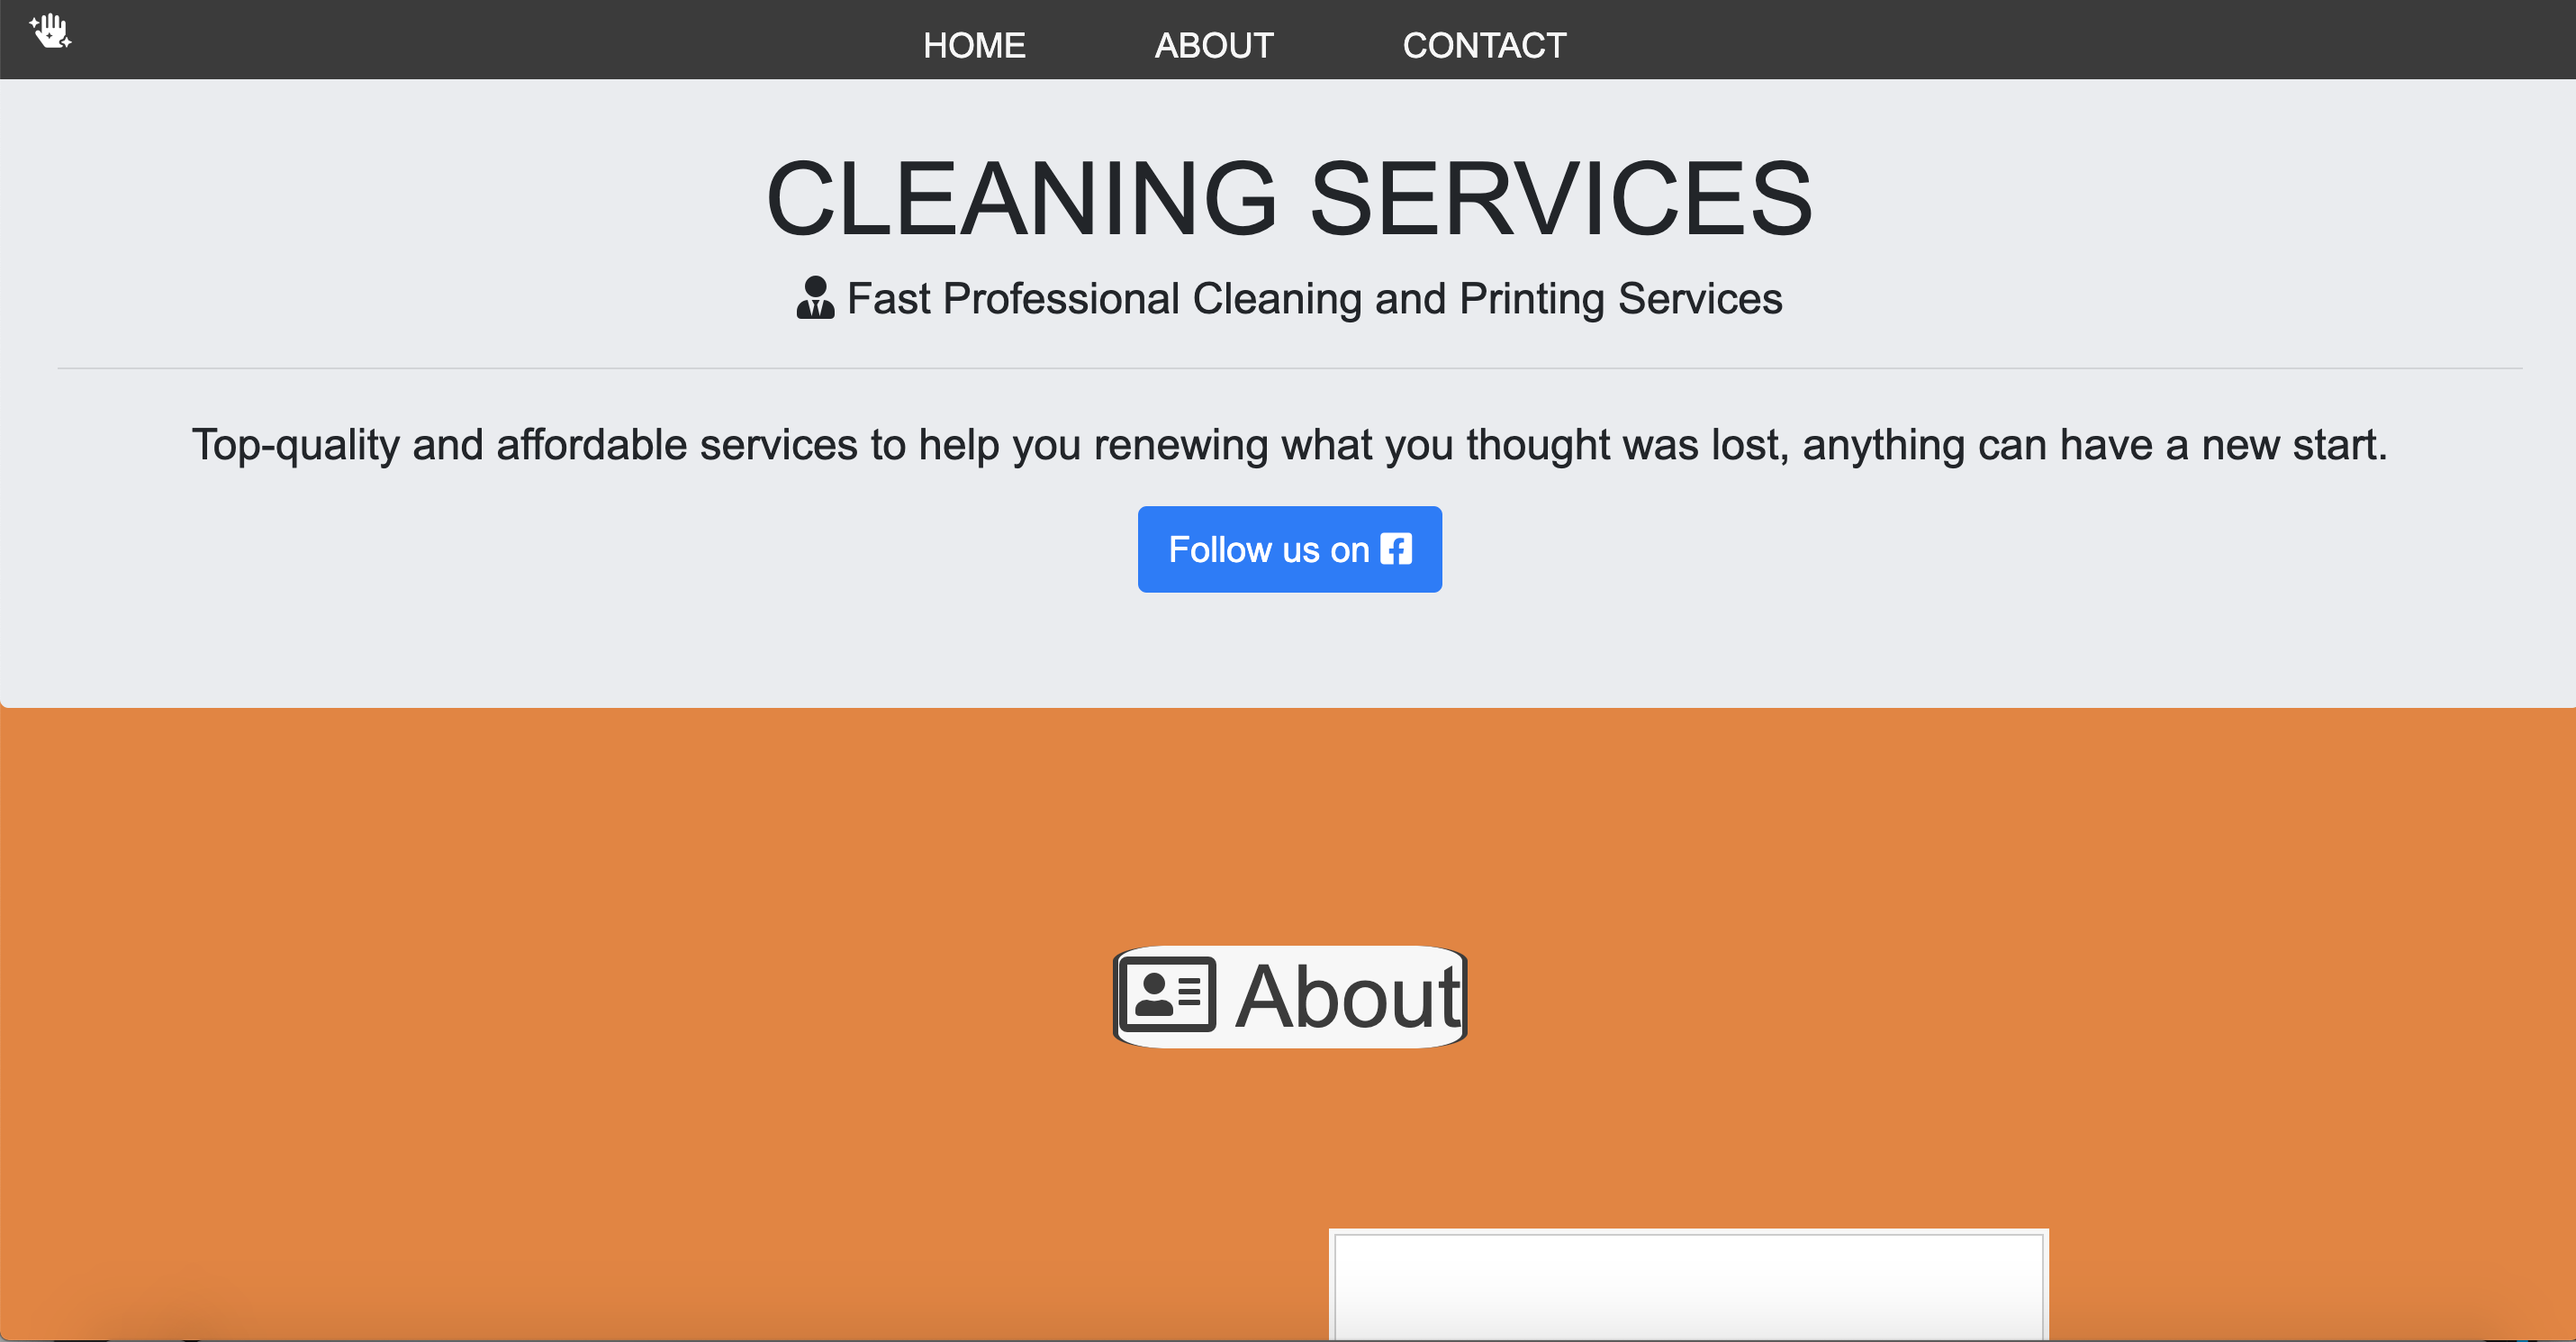 HOME ABOUT CONTACT
CLEANING SERVICES
Fast Professional Cleaning and Printing Services
Top-quality and affordable services to help you renewing what you thought was lost, anything can have a new start.
Follow us on
About